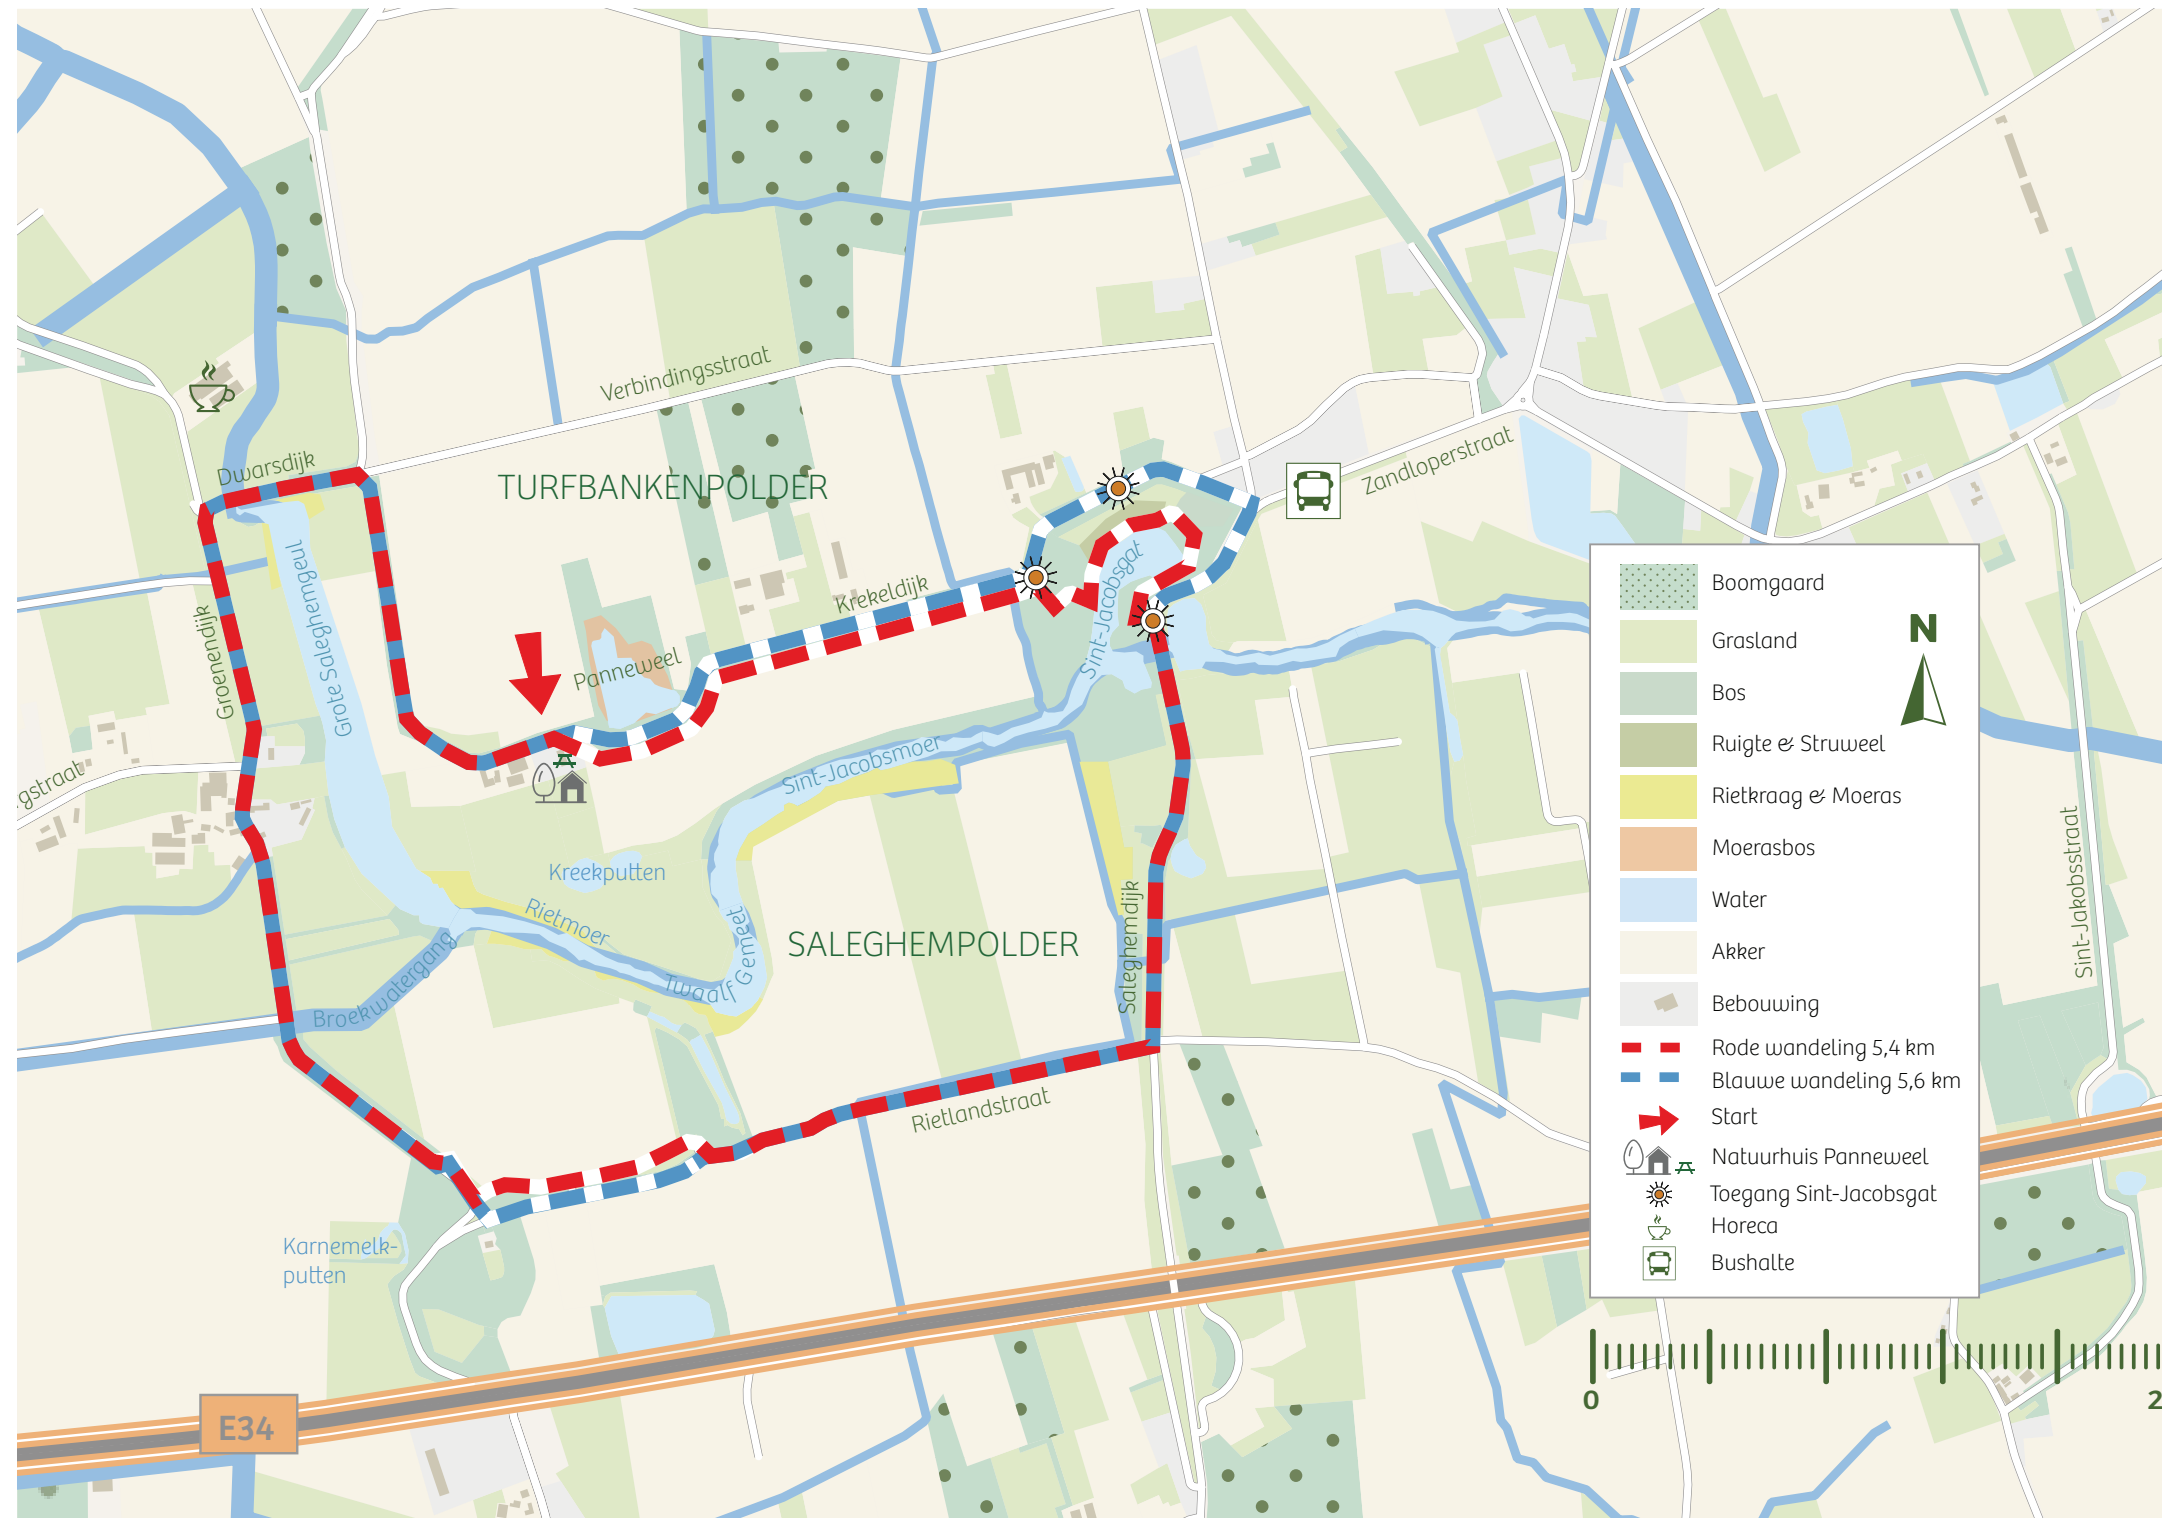 Verbindingsstraat
Dwarsdijk
TURFBANKENPOLDER
Zandloperstraat
Grote Saleghemgeul
Groenendijk
Krekeldijk
Panneweel
Sint-Jacobsgat
gstraat
Sint-Jacobsmoer
Kreekputten
Rietmoer
Twaalf Gemeet
SALEGHEMPOLDER
Saleghemdijk
Broekwatergang
Rietlandstraat
Karnemelk-
putten
E34
Sint-Jakobsstraat
Boomgaard
Grasland
N
Bos
Ruigte & Struweel
Rietkraag & Moeras
Moerasbos
Water
Akker
Bebouwing
Rode wandeling 5,4 km
Blauwe wandeling 5,6 km
Start
Natuurhuis Panneweel
Toegang Sint-Jacobsgat
Horeca
Bushalte
0
2